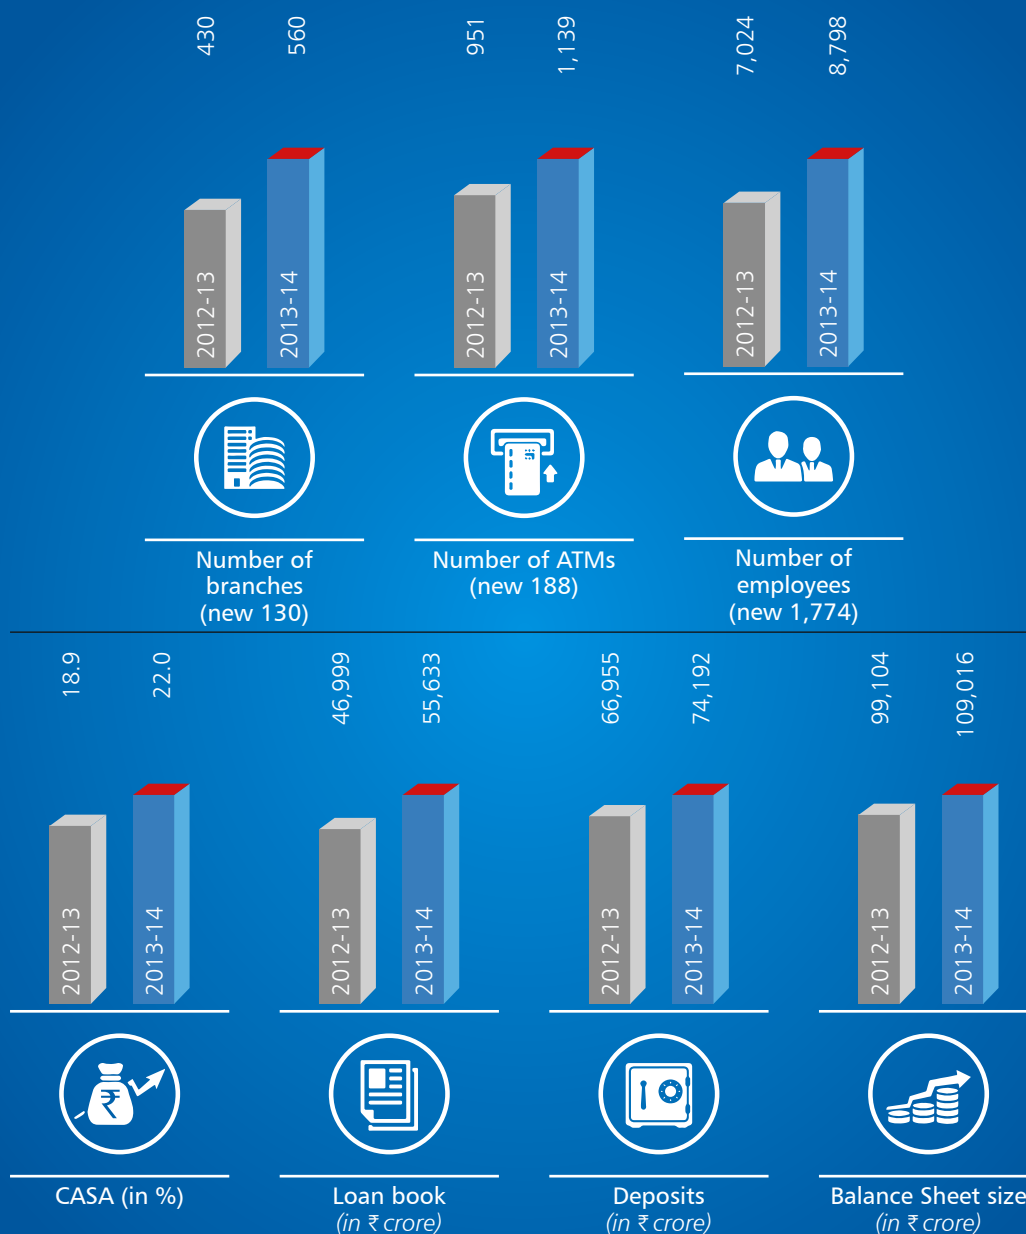 430
560
951
1,139
7,024
8,798
2012-13
2013-14
2012-13
2013-14
2012-13
2013-14
Number of
branches
(new 130)
Number of ATMs
(new 188)
Number of
employees
(new 1,774)
18.9
22.0
46,999
55,633
66,955
74,192
99,104
109,016
2012-13
2013-14
2012-13
2013-14
2012-13
2013-14
2012-13
2013-14
₹
CASA (in %)
Loan book
(in ₹ crore)
Deposits
(in ₹ crore)
Balance Sheet size
(in ₹ crore)